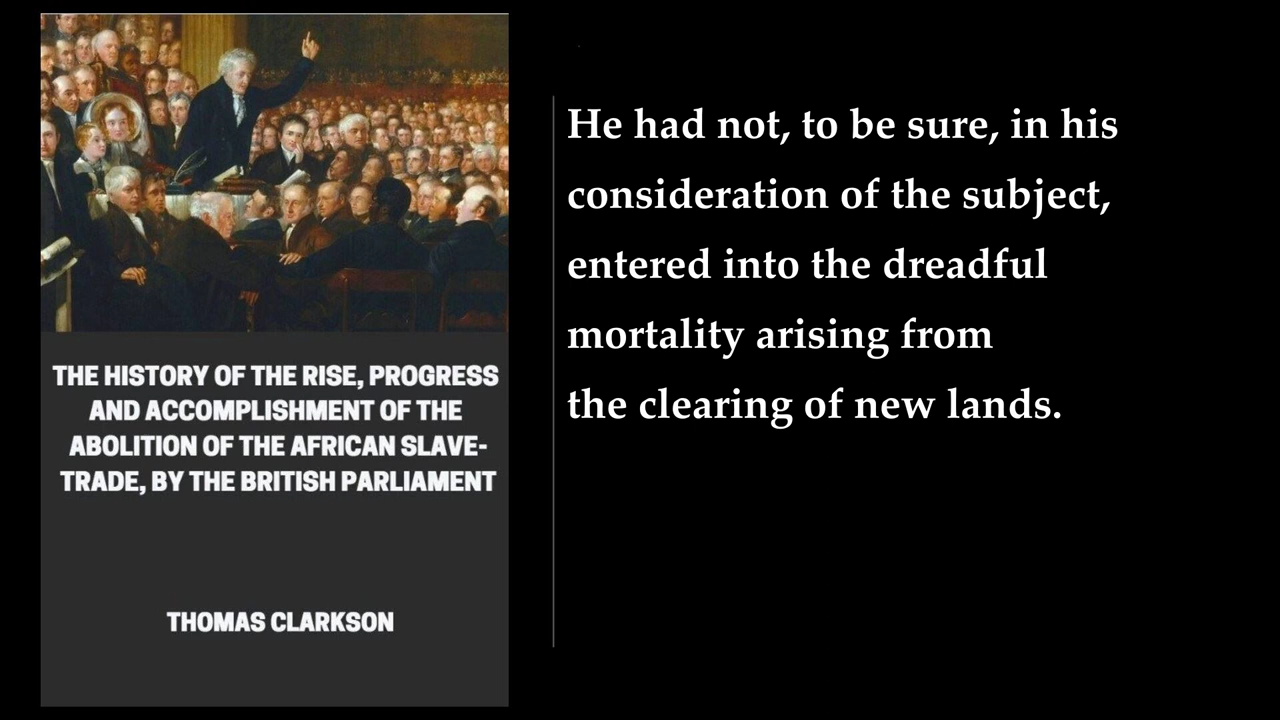 THE HISTORY OF THE RISE, PROGRESS
AND ACCOMPLISHMENT OF THE
ABOLITION OF THE AFRICAN SLAVE-
TRADE, BY THE BRITISH PARLIAMENT
THOMAS CLARKSON
He had not, to be sure, in his
consideration of the subject,
entered into the dreadful
mortality arising from
the clearing of new lands.